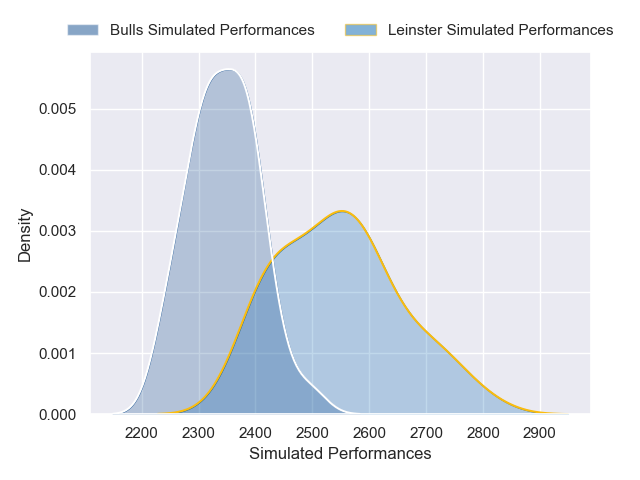 Bulls Simulated Performances
Leinster Simulated Performances
0.005
0.004
0.003
0.002
0.001
0.000
Density
2200 2300 2400 2500 2600 2700 2800 2900
Simulated Performances